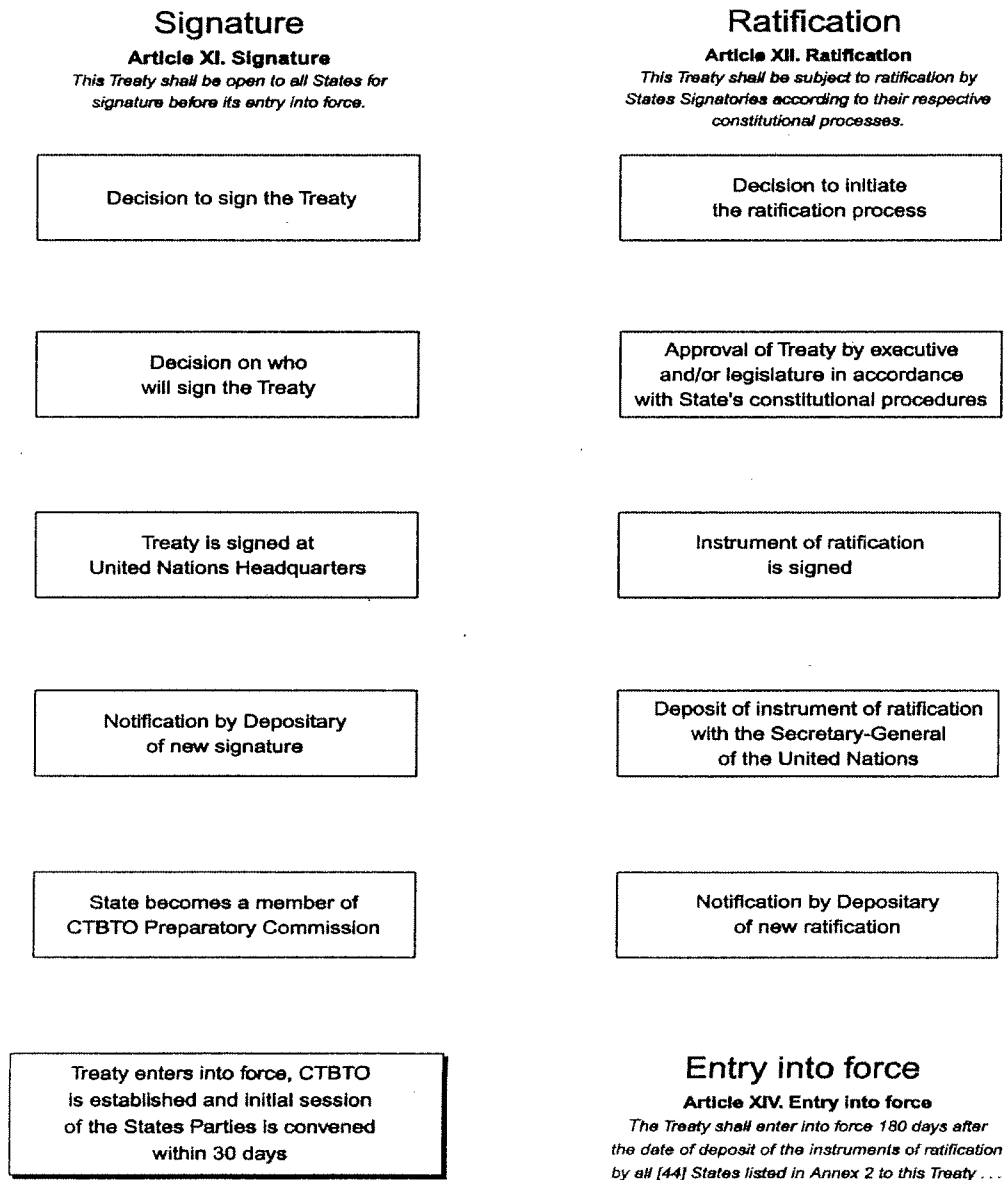 Signature
Article XI. Signature
This Treaty shall be open to all States for
signature before its entry into force.
Decision to sign the Treaty
Decision on who
will sign the Treaty
Treaty is signed at
United Nations Headquarters
Notification by Depositary
of new signature
State becomes a member of
CTBTO Preparatory Commission
Treaty enters into force, CTBTO
is established and initial session
of the States Parties is convened
within 30 days
Ratification
Article XII. Ratification
This Treaty shall be subject to ratification by
States Signatories according to their respective
constitutional processes.
Decision to initiate
the ratification process
Approval of Treaty by executive
and/or legislature in accordance
with State's constitutional procedures
Instrument of ratification
is signed
Deposit of instrument of ratification
with the Secretary-General
of the United Nations
Notification by Depositary
of new ratification
Entry into force
Article XIV. Entry into force
The Treaty shall enter into force 180 days after
the date of deposit of the instruments of ratification
by all [44] States listed in Annex 2 to this Treaty . . .